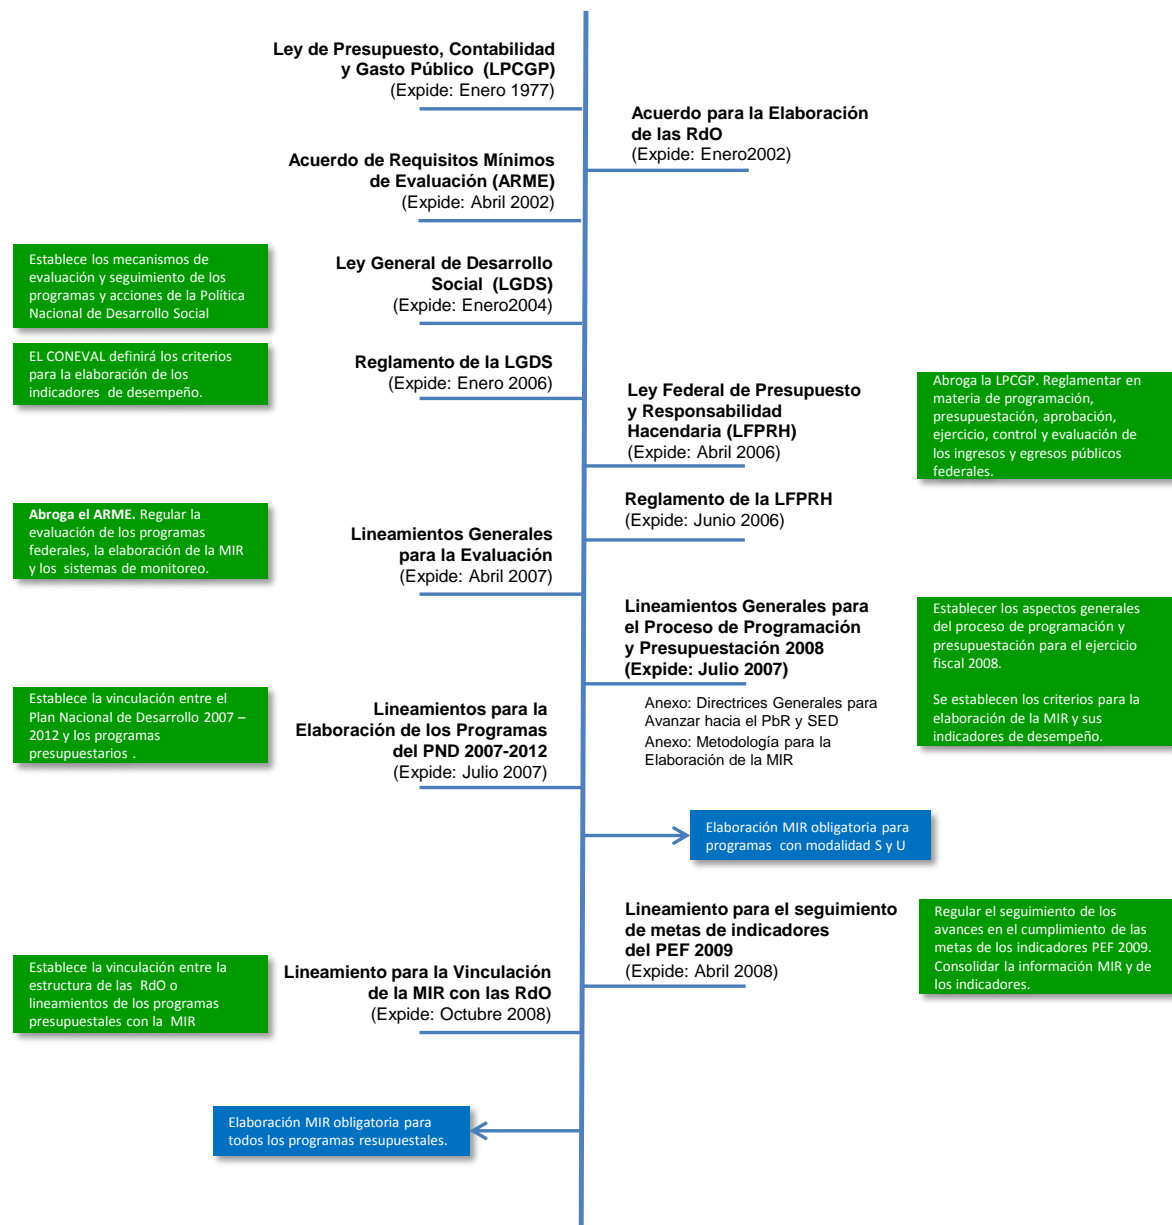 Ley de Presupuesto, Contabilidad
y Gasto Público (LPCGP)
(Expide: Enero 1977)
Acuerdo para la Elaboración
de las RdO
(Expide: Enero2002)
Acuerdo de Requisitos Mínimos
de Evaluación (ARME)
(Expide: Abril 2002)
Establece los mecanismos de
evaluación y seguimiento de los
programas y acciones de la Política
Nacional de Desarrollo Social
Ley General de Desarrollo
Social (LGDS)
(Expide: Enero2004)
EL CONEVAL definirá los criterios
para la elaboración de los
indicadores de desempeño.
Reglamento de la LGDS
(Expide: Enero 2006)
Ley Federal de Presupuesto
y Responsabilidad
Hacendaria (LFPRH)
(Expide: Abril 2006)
Abroga la LPCGP. Reglamentar en
materia de programación,
presupuestación, aprobación,
ejercicio, control y evaluación de
los ingresos y egresos públicos
federales.
Reglamento de la LFPRH
(Expide: Junio 2006)
Abroga el ARME. Regular la
evaluación de los programas
federales, la elaboración de la MIR
y los sistemas de monitoreo.
Lineamientos Generales
para la Evaluación
(Expide: Abril 2007)
Lineamientos Generales para
el Proceso de Programación
y Presupuestación 2008
(Expide: Julio 2007)
Anexo: Directrices Generales para
Avanzar hacia el PbR y SED
Anexo: Metodología para la
Elaboración de la MIR
Establecer los aspectos generales
del proceso de programación y
presupuestación para el ejercicio
fiscal 2008.
Se establecen los criterios para la
elaboración de la MIR y sus
indicadores de desempeño.
Establece la vinculación entre el
Plan Nacional de Desarrollo 2007 –
2012 y los programas
presupuestarios .
Lineamientos para la
Elaboración de los Programas
del PND 2007-2012
(Expide: Julio 2007)
Elaboración MIR obligatoria para
programas con modalidad S y U
Lineamiento para el seguimiento
de metas de indicadores
del PEF 2009
(Expide: Abril 2008)
Regular el seguimiento de los
avances en el cumplimiento de las
metas de los indicadores PEF 2009.
Consolidar la información MIR y de
los indicadores.
Establece la vinculación entre la
estructura de las RdO o
lineamientos de los programas
presupuestales con la MIR
Lineamiento para la Vinculación
de la MIR con las RdO
(Expide: Octubre 2008)
Elaboración MIR obligatoria para
todos los programas resupuestales.